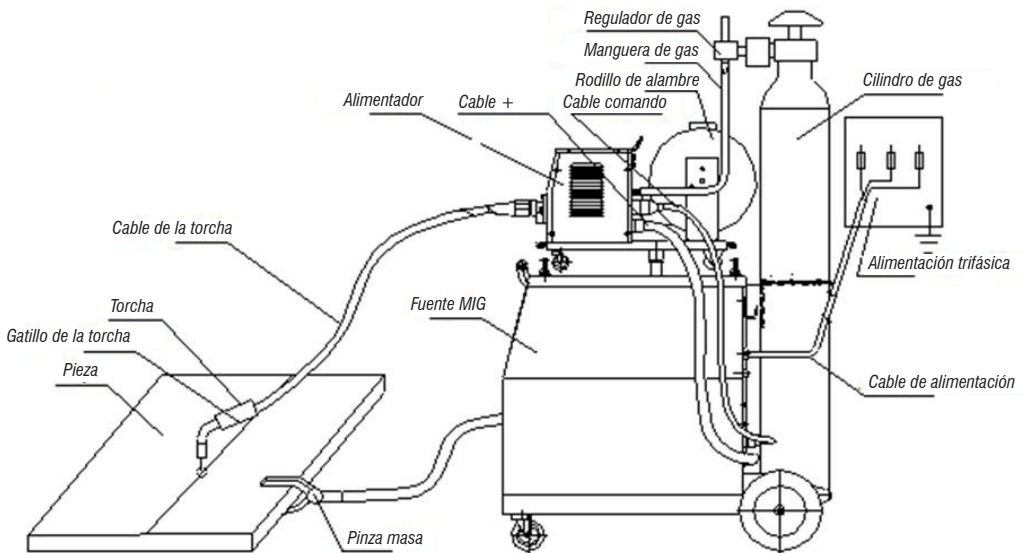 Regulador de gas
Manguera de gas
Rodillo de alambre
Cilindro de gas
Alimentador
Cable +
Cable comando
Cable de la torcha
Alimentación trifásica
Torcha
Fuente MIG
Gatillo de la torcha
Pieza
Cable de alimentación
Pinza masa